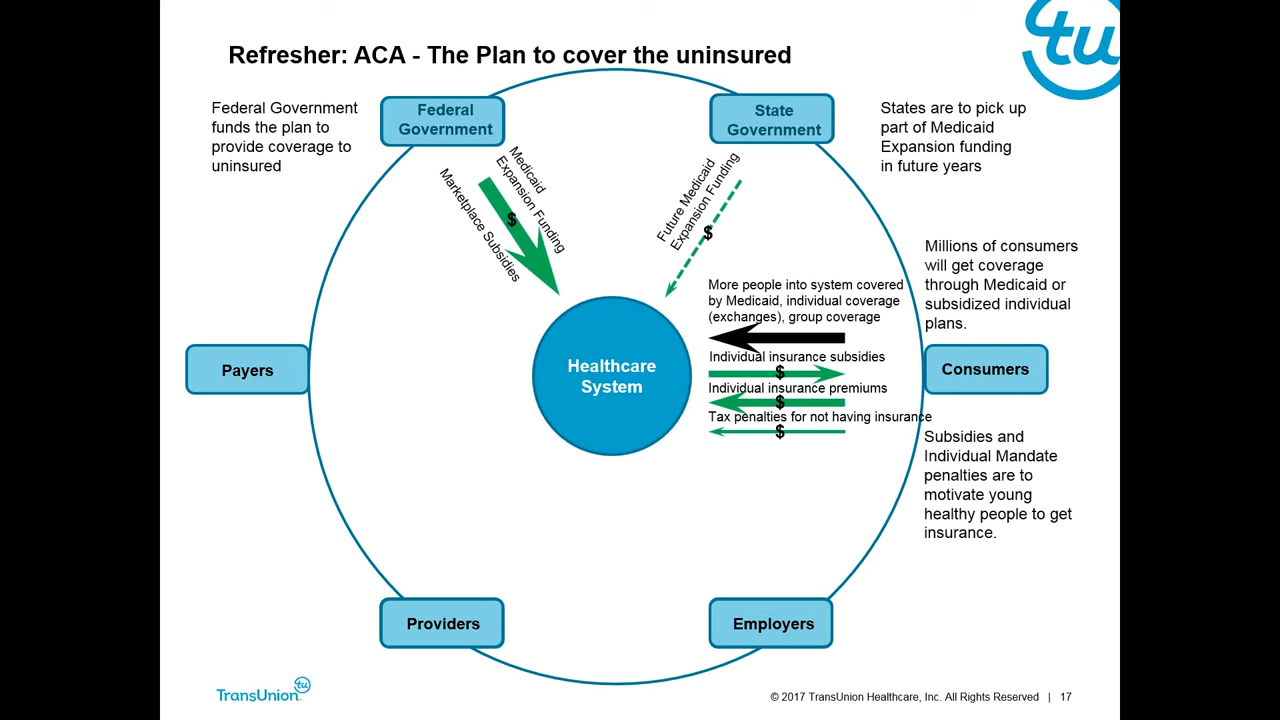 Refresher: ACA - The Plan to cover the uninsured
tu
Federal Government
funds the plan to
provide coverage to
uninsured
Federal
Government
State
Government
States are to pick up
part of Medicaid
Expansion funding
in future years
Marketplace Subsidies
$
Medicaid
Expansion Funding
Future Medicaid
Expansion Funding
$
Millions of consumers
will get coverage
through Medicaid or
subsidized individual
plans.
More people into system covered
by Medicaid, individual coverage
(exchanges), group coverage
Individual insurance subsidies
$
Individual insurance premiums
$
Tax penalties for not having insurance
$
Payers
Healthcare
System
Consumers
Subsidies and
Individual Mandate
penalties are to
motivate young
healthy people to get
insurance.
Providers
Employers
TransUnion tu
© 2017 TransUnion Healthcare, Inc. All Rights Reserved | 17